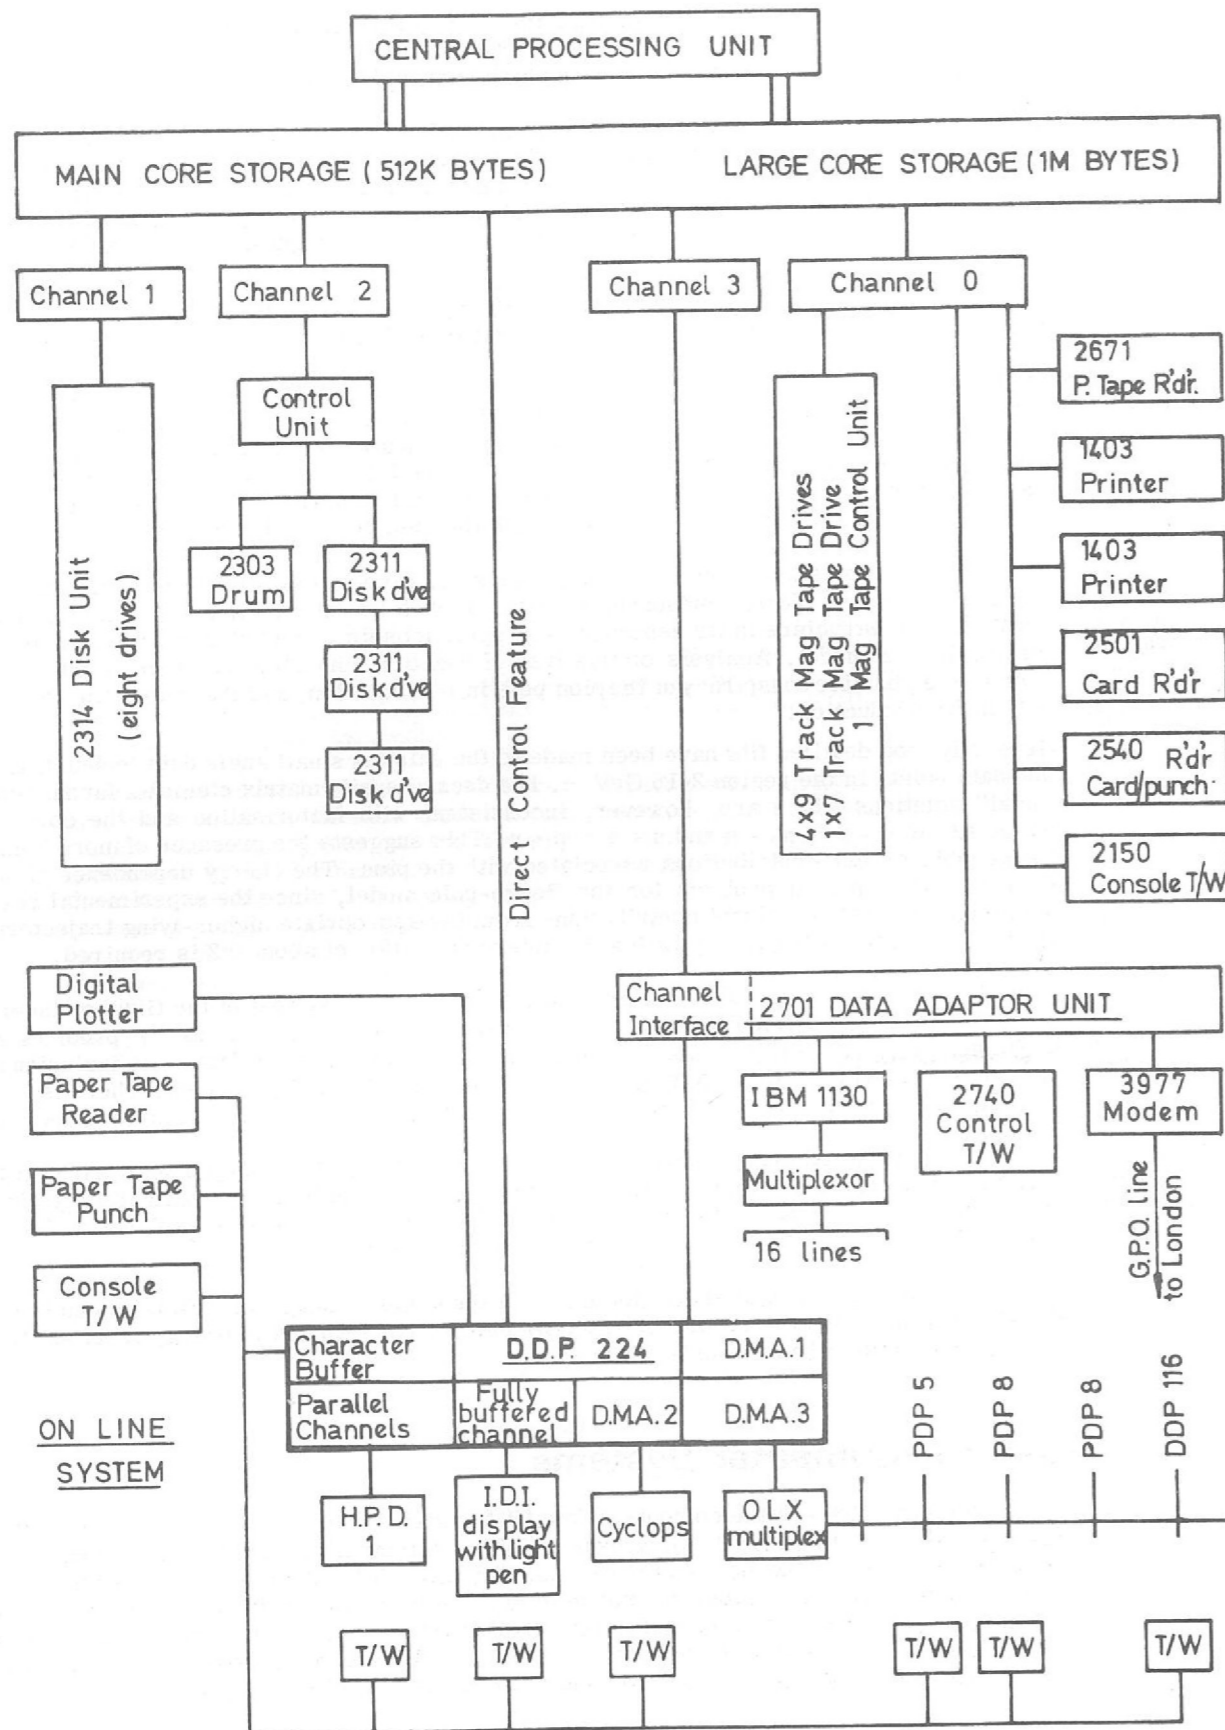 CENTRAL PROCESSING UNIT
MAIN CORE STORAGE (512K BYTES)
LARGE CORE STORAGE (1M BYTES)
Channel 1
Channel 2
Channel 3
Channel 0
2314 Disk Unit
(eight drives)
Control
Unit
2303
Drum
2311
Disk d've
2311
Disk d've
2311
Disk d've
Direct Control Feature
4x9 Track Mag Tape Drives
1x7 Track Mag Tape Drive
1 Mag Tape Control Unit
2671
P. Tape R'd'r.
1403
Printer
1403
Printer
2501
Card R'd'r
2540 R'd'r
Card/punch
2150
Console T/W
Channel
Interface
2701 DATA ADAPTOR UNIT
IBM 1130
Multiplexor
16 lines
2740
Control
T/W
3977
Modem
G.P.O. line
to London
Digital
Plotter
Paper Tape
Reader
Paper Tape
Punch
Console
T/W
Character
Buffer
D.D.P. 224
D.M.A.1
Parallel
Channels
Fully
buffered
channel
D.M.A.2
D.M.A.3
ON LINE
SYSTEM
H.P.D.
1
I.D.I.
display
with light
pen
Cyclops
OLX
multiplex
PDP 5
PDP 8
PDP 8
DDP 116
T/W
T/W
T/W
T/W
T/W
T/W